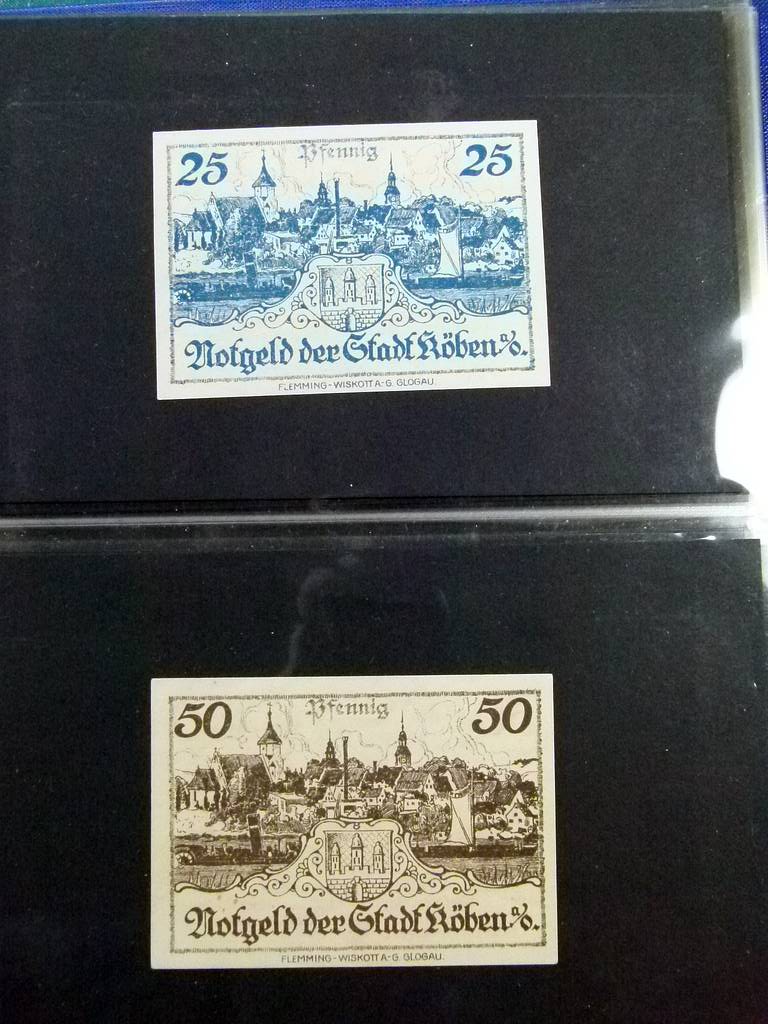 25 Pfennig 25
Notgeld der Stadt Köben a/o.
FLEMMING-WISKOTT A-G. GLOGAU.
50 Pfennig 50
Notgeld der Stadt Köben a/o.
FLEMMING-WISKOTT A-G. GLOGAU.